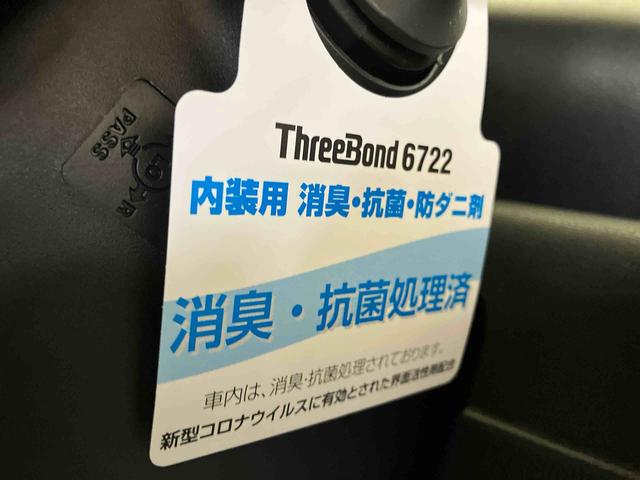 ThreeBond 6722
内装用 消臭・抗菌・防ダニ剤
消臭・抗菌処理済
車内は、消臭・抗菌処理されております。
新型コロナウイルスに有効とされた界面活性剤配合
PASS
AIR